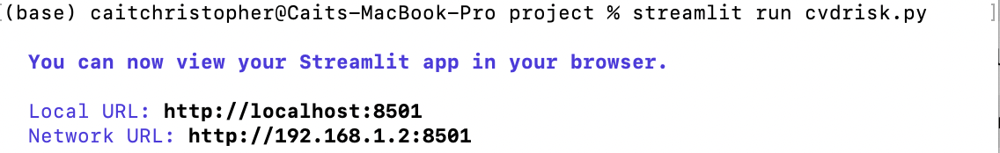 [(base) caitchristopher@Caits-MacBook-Pro project % streamlit run cvdrisk.py ]
You can now view your Streamlit app in your browser.
Local URL: http://localhost:8501
Network URL: http://192.168.1.2:8501